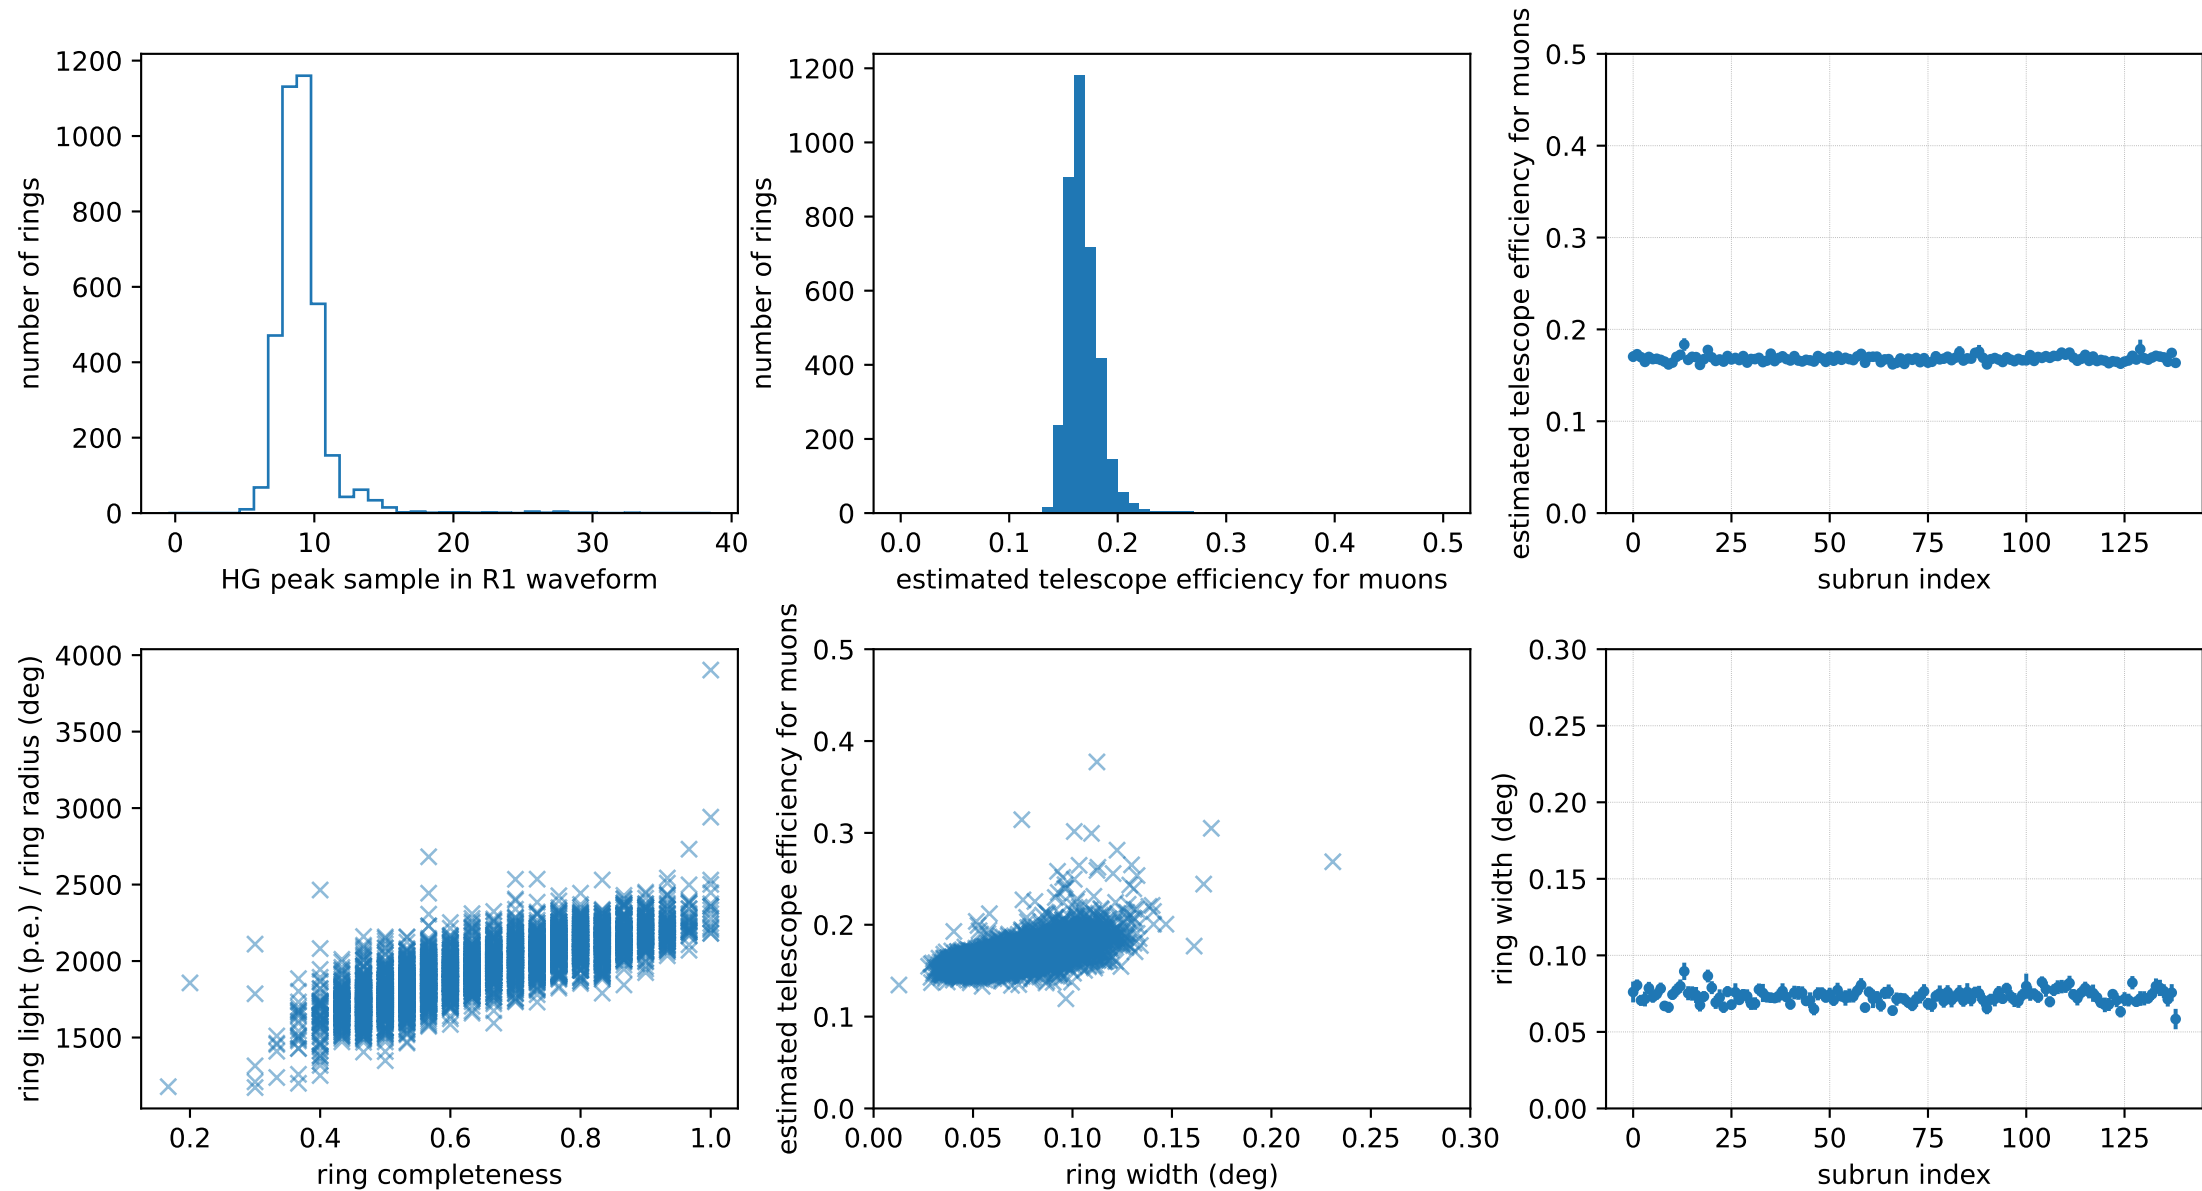 number of rings
1200
1000
800
600
400
200
0
0 10 20 30 40
HG peak sample in R1 waveform
number of rings
1200
1000
800
600
400
200
0
0.0 0.1 0.2 0.3 0.4 0.5
estimated telescope efficiency for muons
estimated telescope efficiency for muons
0.5
0.4
0.3
0.2
0.1
0.0
0 25 50 75 100 125
subrun index
ring light (p.e.) / ring radius (deg)
4000
3500
3000
2500
2000
1500
0.2 0.4 0.6 0.8 1.0
ring completeness
estimated telescope efficiency for muons
0.5
0.4
0.3
0.2
0.1
0.0
0.00 0.05 0.10 0.15 0.20 0.25 0.30
ring width (deg)
ring width (deg)
0.30
0.25
0.20
0.15
0.10
0.05
0.00
0 25 50 75 100 125
subrun index